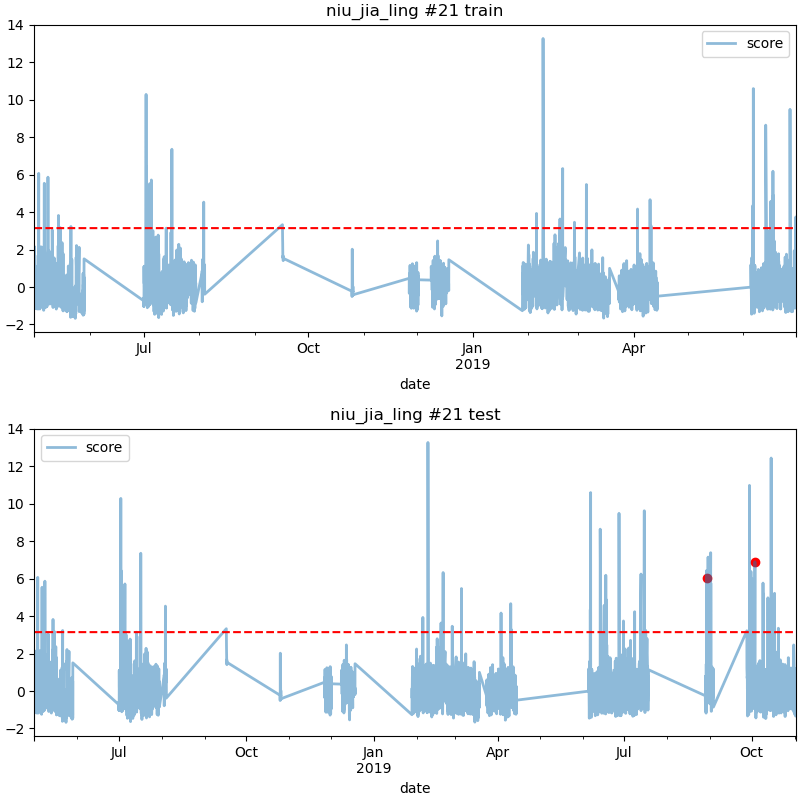 niu_jia_ling #21 train
14
12
10
8
6
4
2
0
−2
score
Jul
Oct
Jan
2019
Apr
date
niu_jia_ling #21 test
14
12
10
8
6
4
2
0
−2
score
Jul
Oct
Jan
2019
Apr
Jul
Oct
date